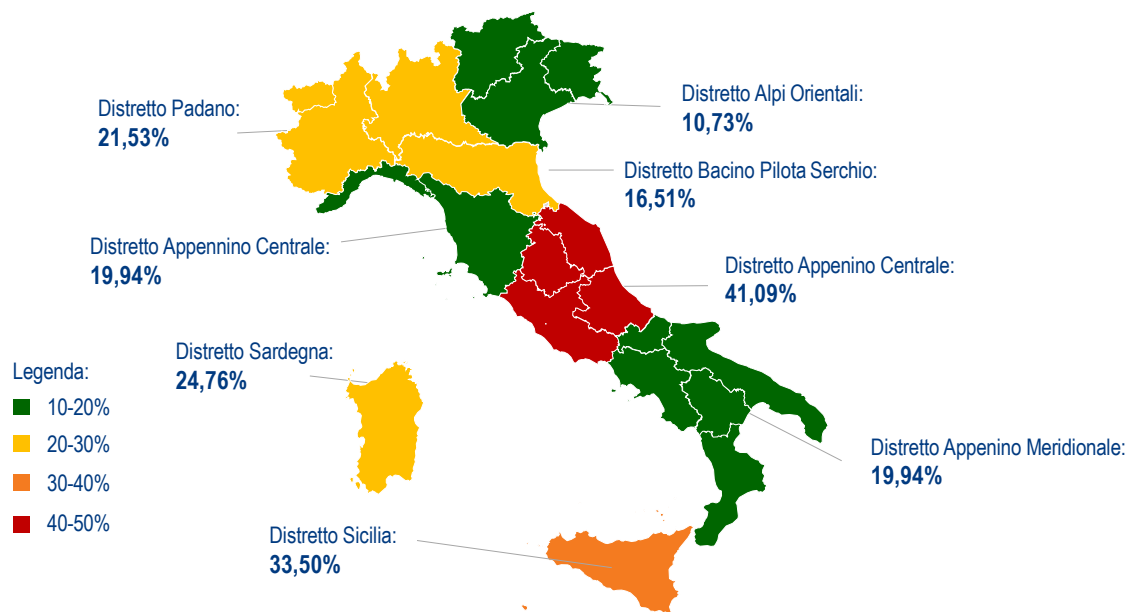 Distretto Padano:
21,53%
Distretto Alpi Orientali:
10,73%
Distretto Bacino Pilota Serchio:
16,51%
Distretto Appennino Centrale:
19,94%
Distretto Appenino Centrale:
41,09%
Distretto Sardegna:
24,76%
Legenda:
10-20%
20-30%
30-40%
40-50%
Distretto Appenino Meridionale:
19,94%
Distretto Sicilia:
33,50%